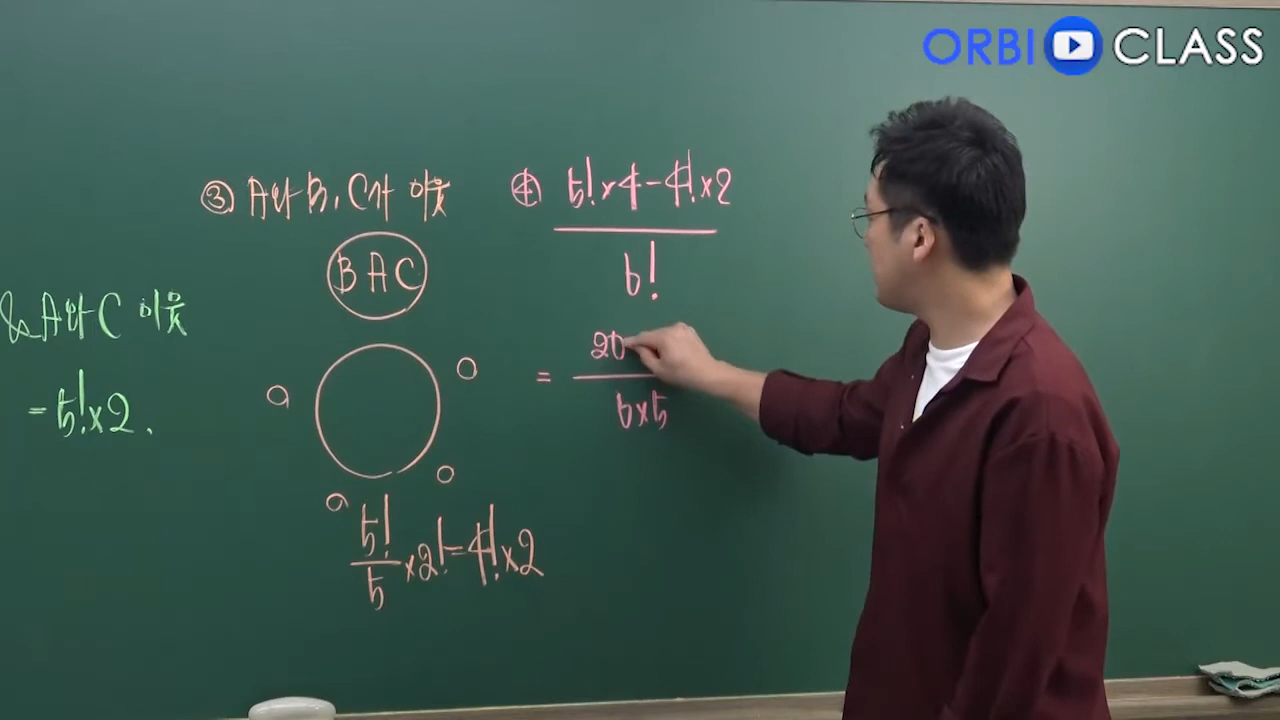 ORBI CLASS
& A와 C 이웃
= 5! × 2.
③ A와 B, C가 이웃
BAC
5!/5 × 2! = 4! × 2
④ 5! × 4 - 4! × 2
6!
= 20
6 × 5